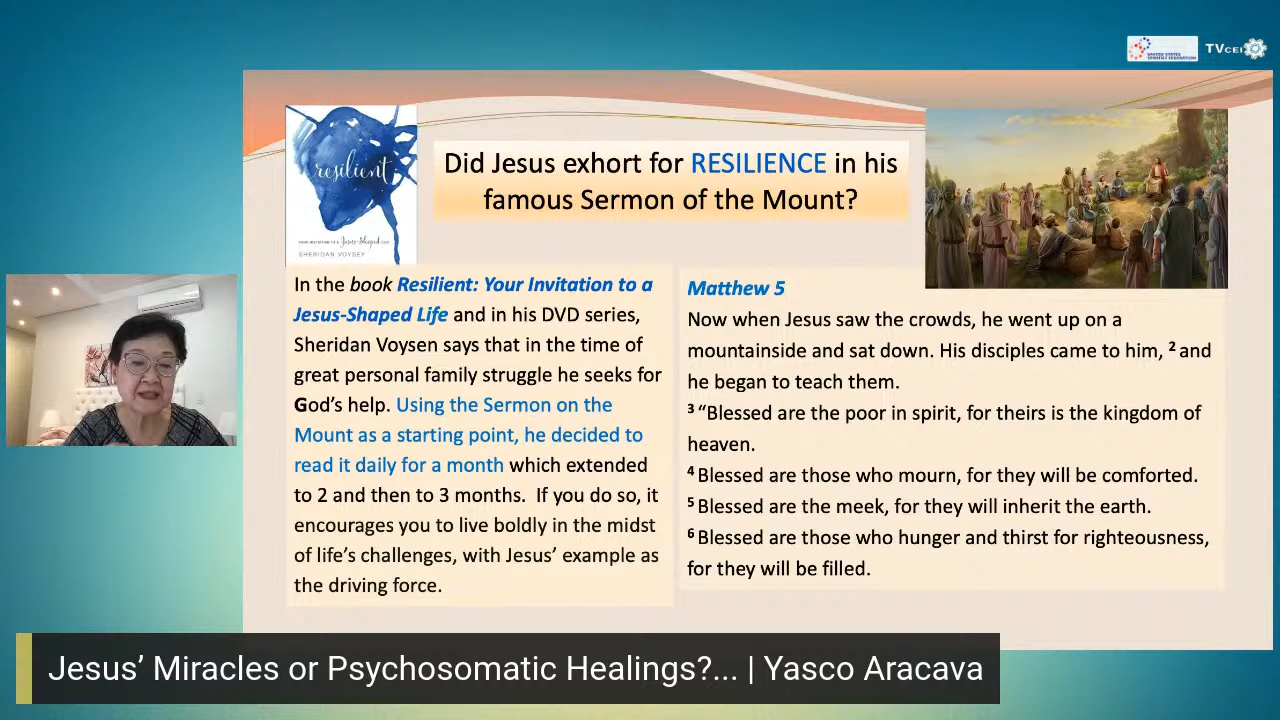 UNITED STATES
SPIRITIST FEDERATION
TVCEI
resilient
SHERIDAN VOYSEY
Did Jesus exhort for RESILIENCE in his
famous Sermon of the Mount?
In the book Resilient: Your Invitation to a
Jesus-Shaped Life and in his DVD series,
Sheridan Voysen says that in the time of
great personal family struggle he seeks for
God’s help. Using the Sermon on the
Mount as a starting point, he decided to
read it daily for a month which extended
to 2 and then to 3 months. If you do so, it
encourages you to live boldly in the midst
of life’s challenges, with Jesus’ example as
the driving force.
Matthew 5
Now when Jesus saw the crowds, he went up on a
mountainside and sat down. His disciples came to him, ² and
he began to teach them.
³ “Blessed are the poor in spirit, for theirs is the kingdom of
heaven.
⁴ Blessed are those who mourn, for they will be comforted.
⁵ Blessed are the meek, for they will inherit the earth.
⁶ Blessed are those who hunger and thirst for righteousness,
for they will be filled.
Jesus’ Miracles or Psychosomatic Healings?... | Yasco Aracava